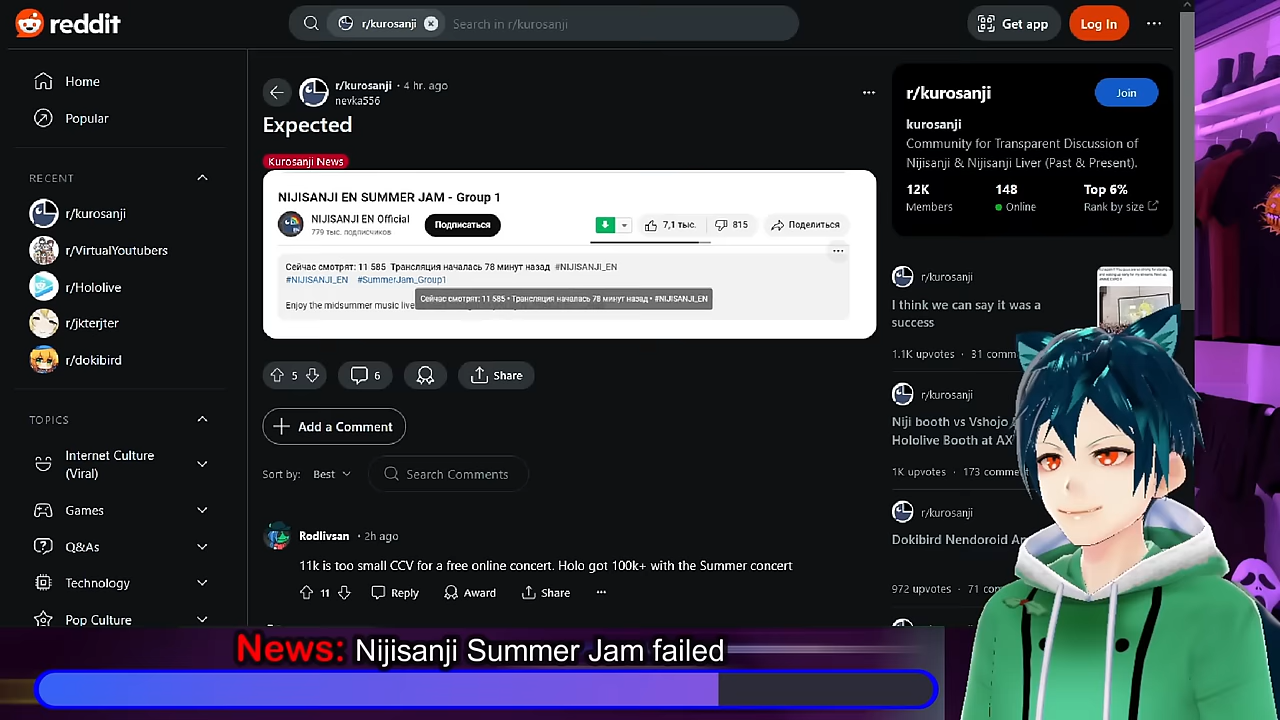 reddit
r/kurosanji
Search in r/kurosanji
Get app
Log In
Home
Popular
RECENT
r/kurosanji
r/VirtualYoutubers
r/Hololive
r/jkterjter
r/dokibird
TOPICS
Internet Culture
(Viral)
Games
Q&As
Technology
Pop Culture
r/kurosanji · 4 hr. ago
nevka556
Expected
Kurosanji News
NIJISANJI EN SUMMER JAM - Group 1
NIJISANJI EN Official
779 тыс. подписчиков
Подписаться
7,1 тыс.
815
Поделиться
Сейчас смотрят: 11 585 Трансляция началась 78 минут назад #NIJISANJI_EN
#NIJISANJI_EN #SummerJam_Group1
Сейчас смотрят: 11 585 • Трансляция началась 78 минут назад • #NIJISANJI_EN
Enjoy the midsummer music live
5
6
Share
Add a Comment
Sort by: Best
Search Comments
Rodlivsan · 2h ago
11k is too small CCV for a free online concert. Holo got 100k+ with the Summer concert
11
Reply
Award
Share
r/kurosanji
Join
kurosanji
Community for Transparent Discussion of
Nijisanji & Nijisanji Liver (Past & Present).
12K
148
Top 6%
Members
Online
Rank by size
r/kurosanji
I think we can say it was a
success
1.1K upvotes · 31 comm
r/kurosanji
Niji booth vs Vshojo
Hololive Booth at AX
1K upvotes · 173 comme
r/kurosanji
Dokibird Nendoroid An
972 upvotes · 71 con
News: Nijisanji Summer Jam failed